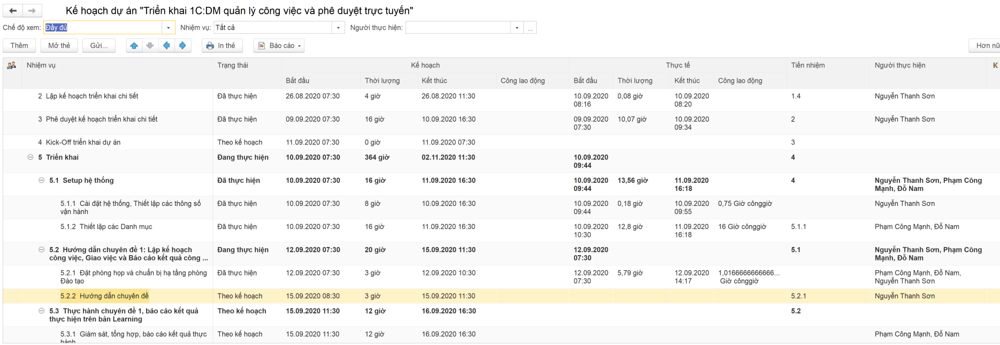 Kế hoạch dự án "Triển khai 1C:DM quản lý công việc và phê duyệt trực tuyến"
Chế độ xem: Đầy đủ Nhiệm vụ: Tất cả Người thực hiện: ...
Thêm Mở thẻ Gửi... In thẻ Báo cáo Hơn nữ
Nhiệm vụ Trạng thái Kế hoạch Thực tế Tiền nhiệm Người thực hiện K
Bắt đầu Thời lượng Kết thúc Công lao động Bắt đầu Thời lượng Kết thúc Công lao động
2 Lập kế hoạch triển khai chi tiết Đã thực hiện 26.08.2020 07:30 4 giờ 26.08.2020 11:30 10.09.2020 0,08 giờ 10.09.2020 1.4 Nguyễn Thanh Sơn
08:16 08:20
3 Phê duyệt kế hoạch triển khai chi tiết Đã thực hiện 09.09.2020 07:30 16 giờ 10.09.2020 16:30 09.09.2020 10,07 giờ 10.09.2020 2 Nguyễn Thanh Sơn
07:30 09:34
4 Kick-Off triển khai dự án Theo kế hoạch 11.09.2020 07:30 0 giờ 11.09.2020 07:30 3
5 Triển khai Đang thực hiện 10.09.2020 07:30 364 giờ 02.11.2020 11:30 10.09.2020 4
09:44
5.1 Setup hệ thống Đã thực hiện 10.09.2020 07:30 16 giờ 11.09.2020 16:30 10.09.2020 13,56 giờ 11.09.2020 4 Nguyễn Thanh Sơn, Phạm Công
09:44 16:18 Mạnh, Đỗ Nam
5.1.1 Cài đặt hệ thống, Thiết lập các thông số Đã thực hiện 10.09.2020 07:30 8 giờ 10.09.2020 16:30 10.09.2020 0,18 giờ 10.09.2020 0,75 Giờ cônggiờ Nguyễn Thanh Sơn
vận hành 09:44 09:55
5.1.2 Thiết lập các Danh mục Đã thực hiện 10.09.2020 07:30 16 giờ 11.09.2020 16:30 10.09.2020 12,8 giờ 11.09.2020 16 Giờ cônggiờ 5.1.1 Phạm Công Mạnh, Đỗ Nam
10:30 16:18
5.2 Hướng dẫn chuyên đề 1: Lập kế hoạch Đang thực hiện 12.09.2020 07:30 20 giờ 15.09.2020 11:30 12.09.2020 5.1 Nguyễn Thanh Sơn, Phạm Công
công việc, Giao việc và Báo cáo kết quả công ... 07:30 Mạnh, Đỗ Nam
5.2.1 Đặt phòng họp và chuẩn bị hạ tầng phòng Đã thực hiện 12.09.2020 07:30 3 giờ 12.09.2020 10:30 12.09.2020 5,79 giờ 12.09.2020 1,0166666666666... Phạm Công Mạnh, Đỗ Nam,
Đào tạo 07:30 14:17 Giờ cônggiờ Nguyễn Thanh Sơn
5.2.2 Hướng dẫn chuyên đề Theo kế hoạch 15.09.2020 08:30 3 giờ 15.09.2020 11:30 5.2.1 Nguyễn Thanh Sơn
5.3 Thực hành chuyên đề 1, báo cáo kết quả Theo kế hoạch 15.09.2020 11:30 12 giờ 16.09.2020 16:30 5.2
thực hiện trên bản Learning
5.3.1 Giám sát, tổng hợp, báo cáo kết quả thực Theo kế hoạch 15.09.2020 11:30 12 giờ 16.09.2020 16:30 Phạm Công Mạnh, Đỗ Nam
hành